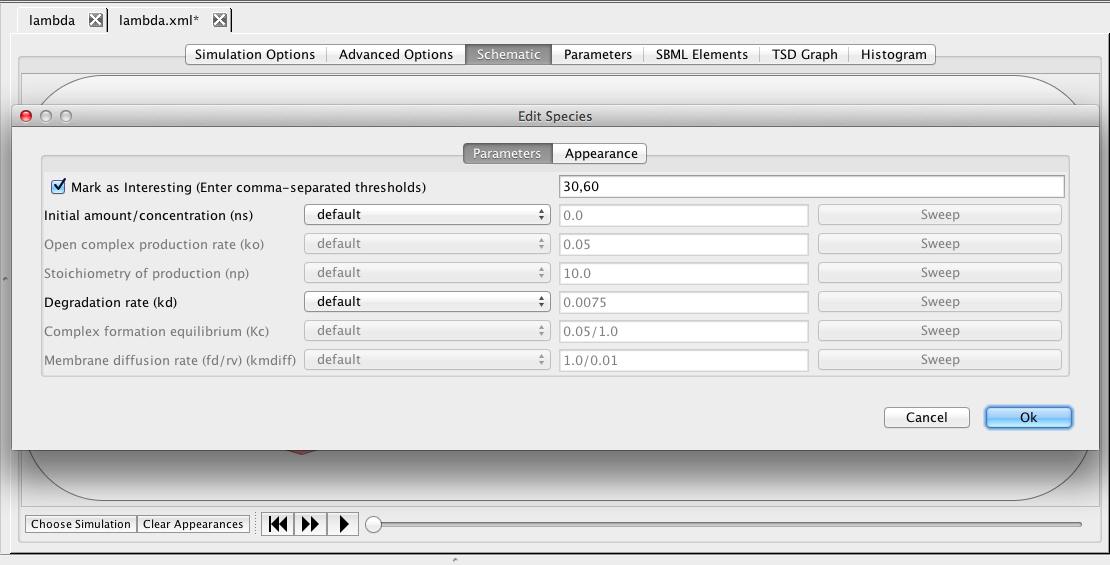 lambda lambda.xml*
Simulation Options Advanced Options Schematic Parameters SBML Elements TSD Graph Histogram
Edit Species
Parameters Appearance
Mark as Interesting (Enter comma-separated thresholds) 30,60
Initial amount/concentration (ns) default 0.0 Sweep
Open complex production rate (ko) default 0.05 Sweep
Stoichiometry of production (np) default 10.0 Sweep
Degradation rate (kd) default 0.0075 Sweep
Complex formation equilibrium (Kc) default 0.05/1.0 Sweep
Membrane diffusion rate (fd/rv) (kmdiff) default 1.0/0.01 Sweep
Cancel Ok
Choose Simulation Clear Appearances